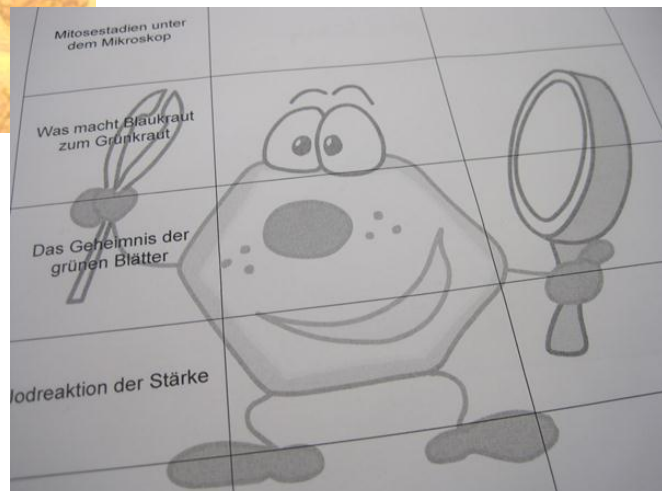 Mitosestadien unter
dem Mikroskop
Was macht Blaukraut
zum Grünkraut
Das Geheimnis der
grünen Blätter
Jodreaktion der Stärke